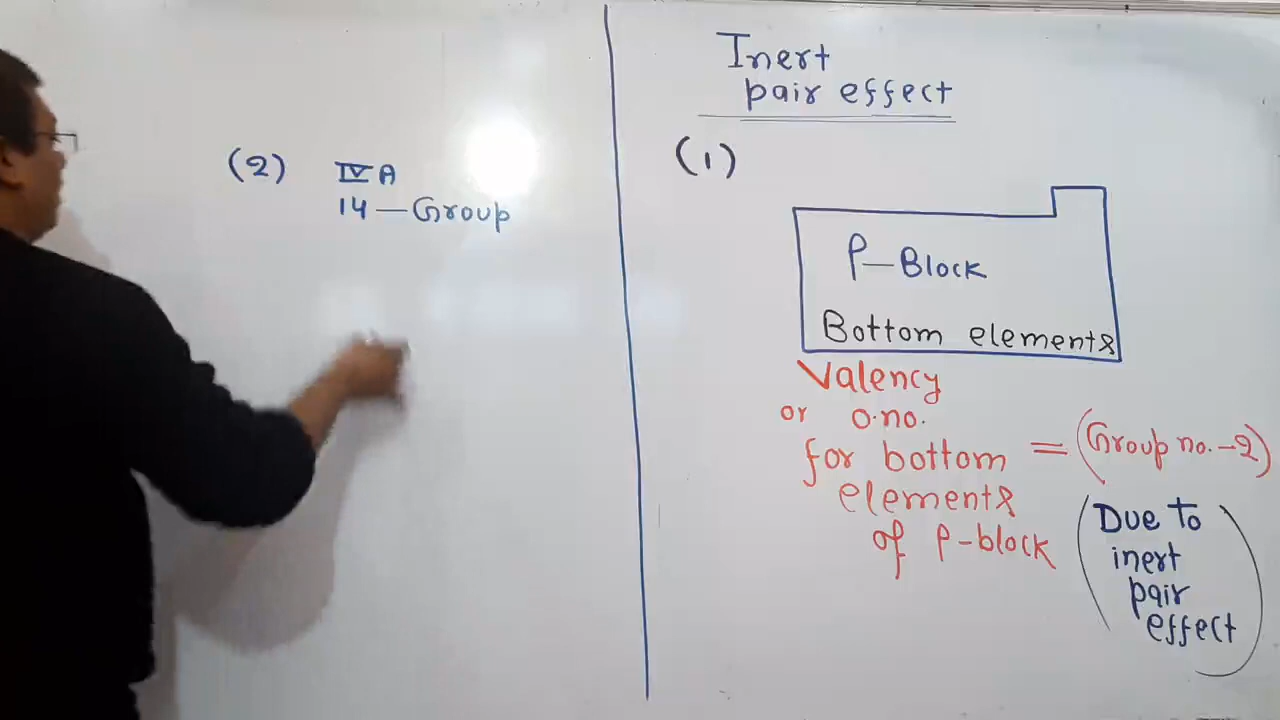 Inert
pair effect
(1)
P-Block
Bottom elements
Valency
or O.no.
for bottom = (Group no.-2)
elements
of P-block
(Due to
inert
pair
effect)
(2) IV A
14 - Group